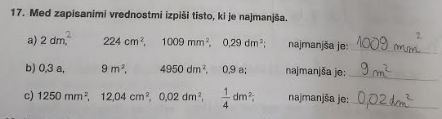 17. Med zapisanimi vrednostmi izpiši tisto, ki je najmanjša.
a) 2 dm,² 224 cm², 1009 mm², 0,29 dm²; najmanjša je: 1009 mm²
b) 0,3 a, 9 m², 4950 dm², 0,9 a; najmanjša je: 9 m²
c) 1250 mm², 12,04 cm², 0,02 dm², 1/4 dm²; najmanjša je: 0,02 dm²